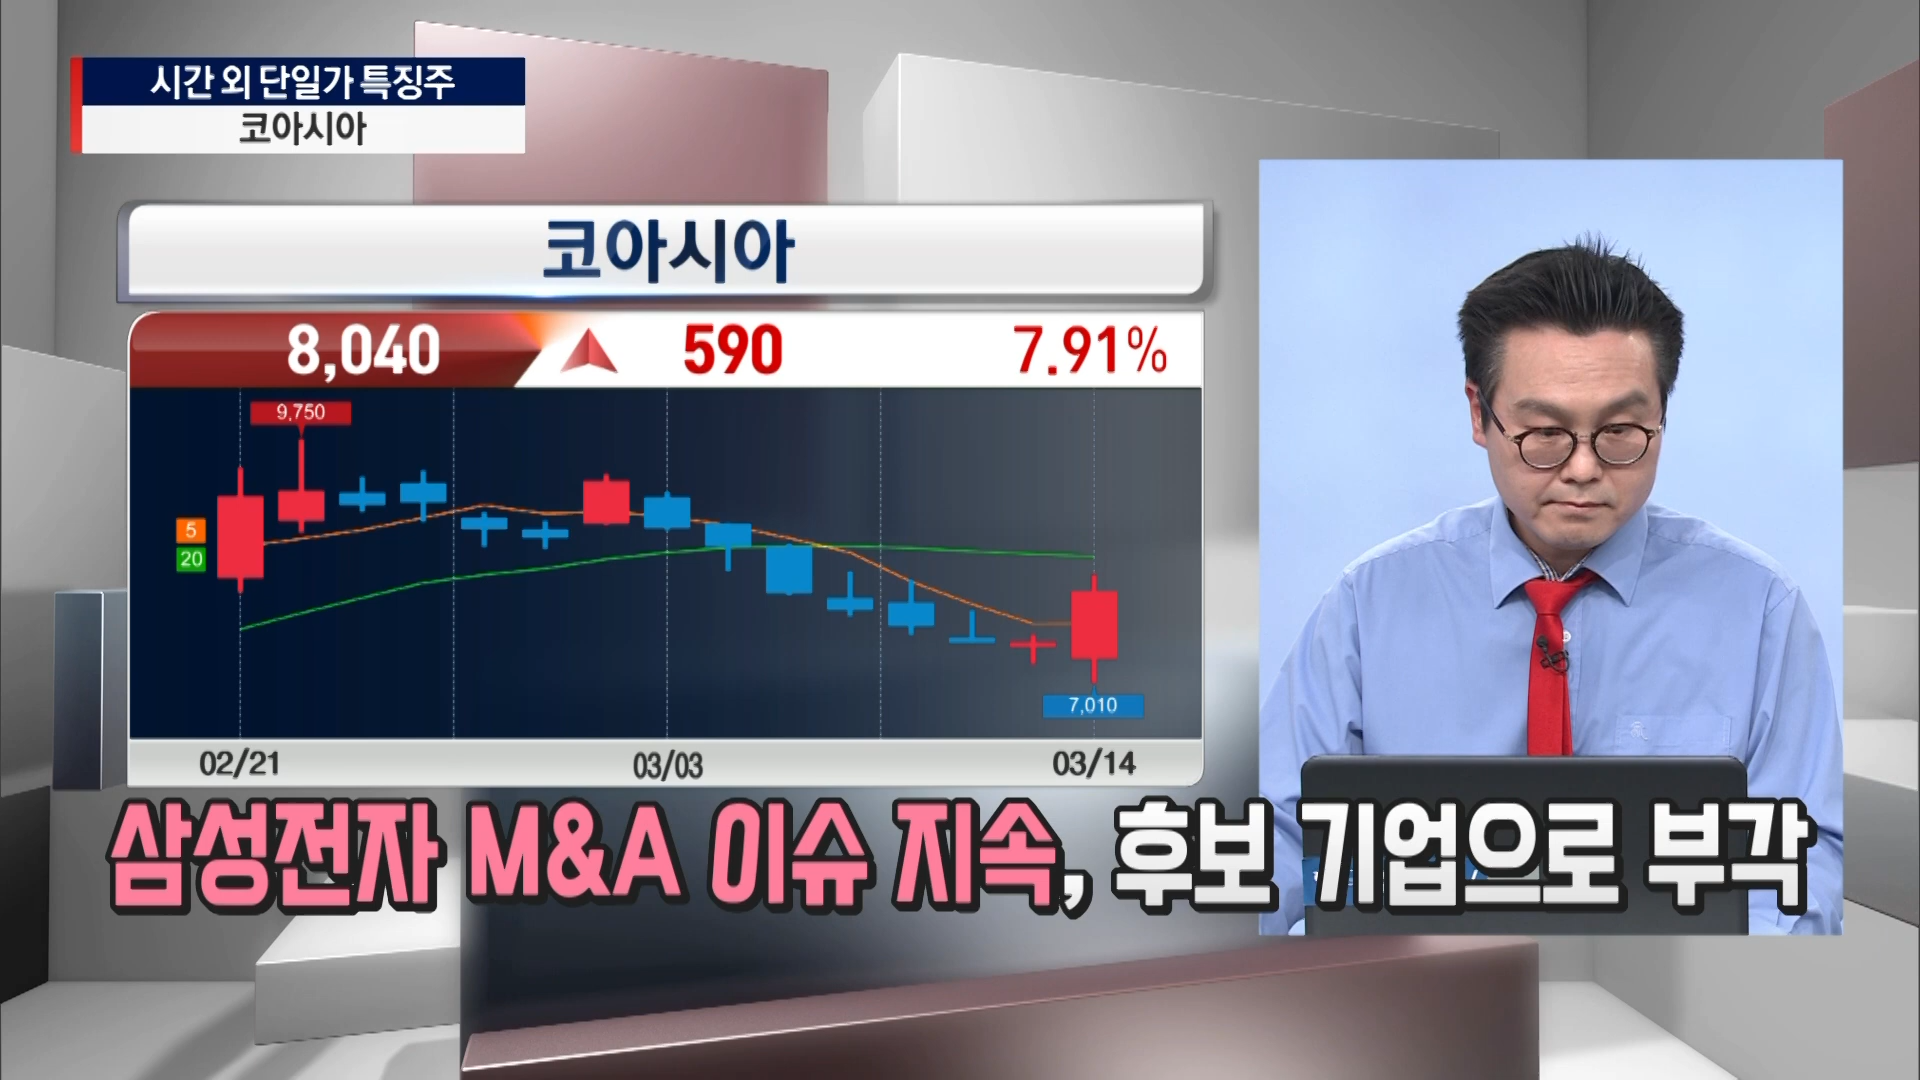 시간 외 단일가 특징주
코아시아
코아시아
8,040 590 7.91%
9,750
5
20
7,010
02/21 03/03 03/14
삼성전자 M&A 이슈 지속, 후보 기업으로 부각